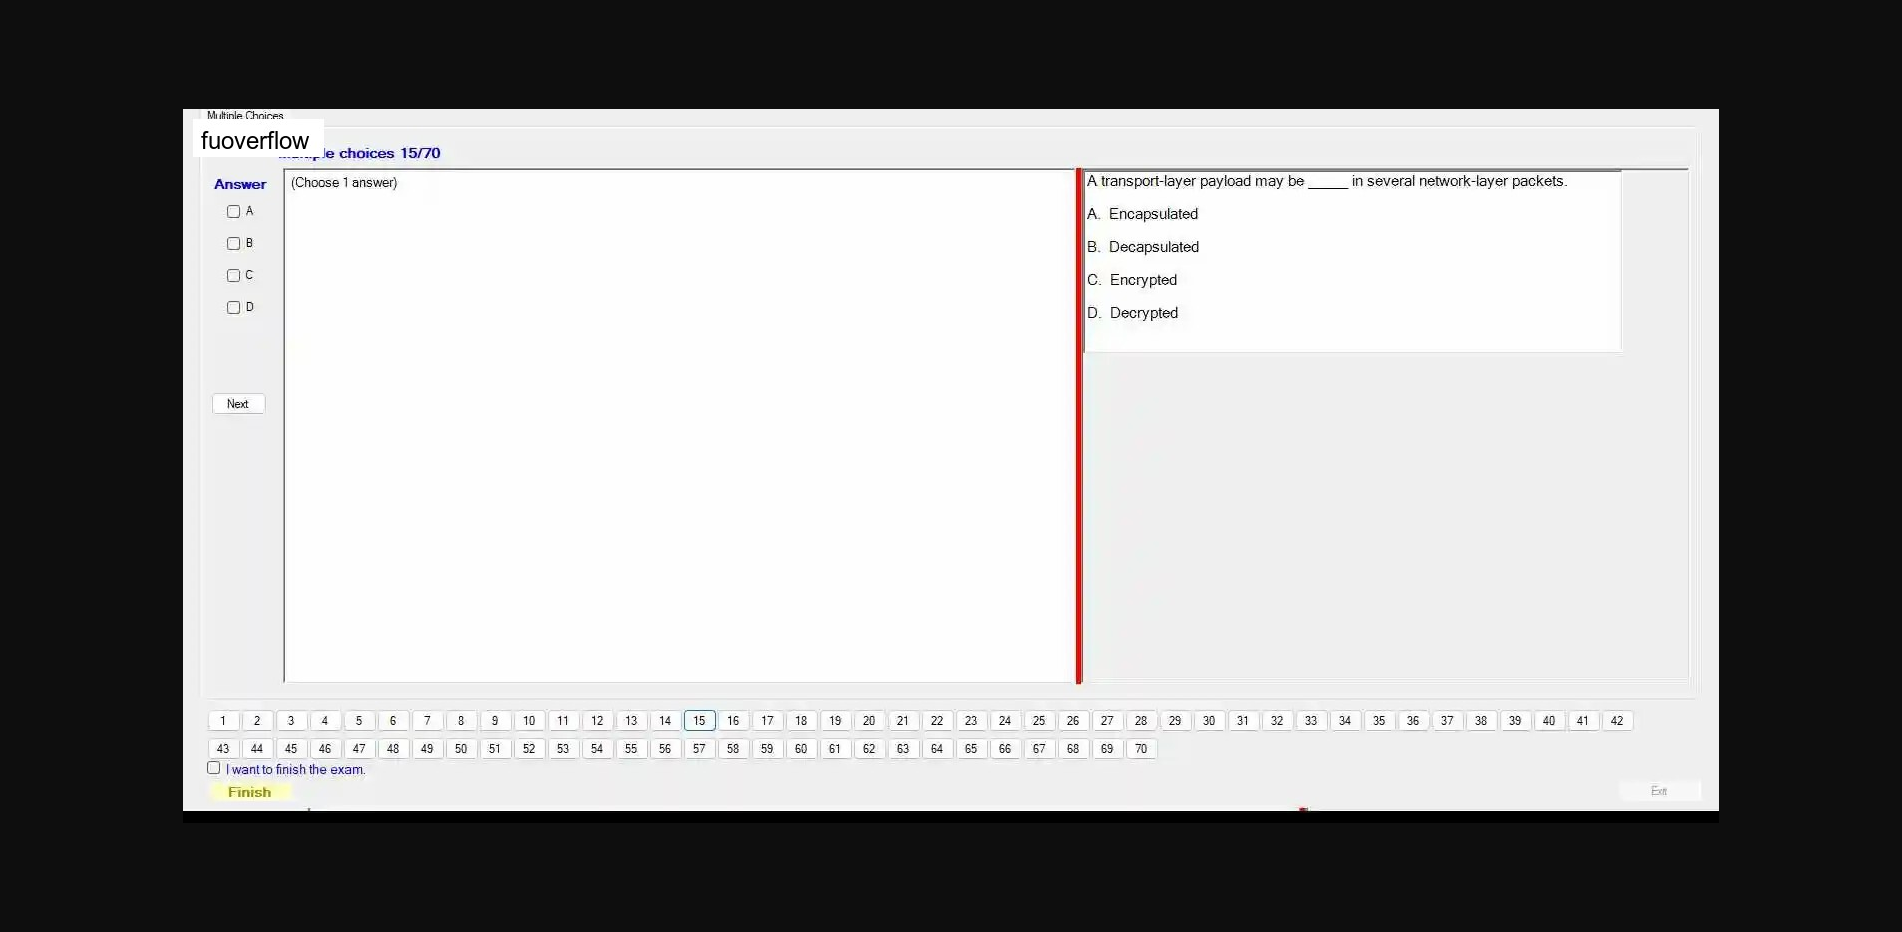 Multiple Choices
fuoverflow
choices 15/70
Answer
(Choose 1 answer)
A
B
C
D
Next
A transport-layer payload may be _____ in several network-layer packets.
A. Encapsulated
B. Decapsulated
C. Encrypted
D. Decrypted
1 2 3 4 5 6 7 8 9 10 11 12 13 14 15 16 17 18 19 20 21 22 23 24 25 26 27 28 29 30 31 32 33 34 35 36 37 38 39 40 41 42
43 44 45 46 47 48 49 50 51 52 53 54 55 56 57 58 59 60 61 62 63 64 65 66 67 68 69 70
I want to finish the exam.
Finish
Exit